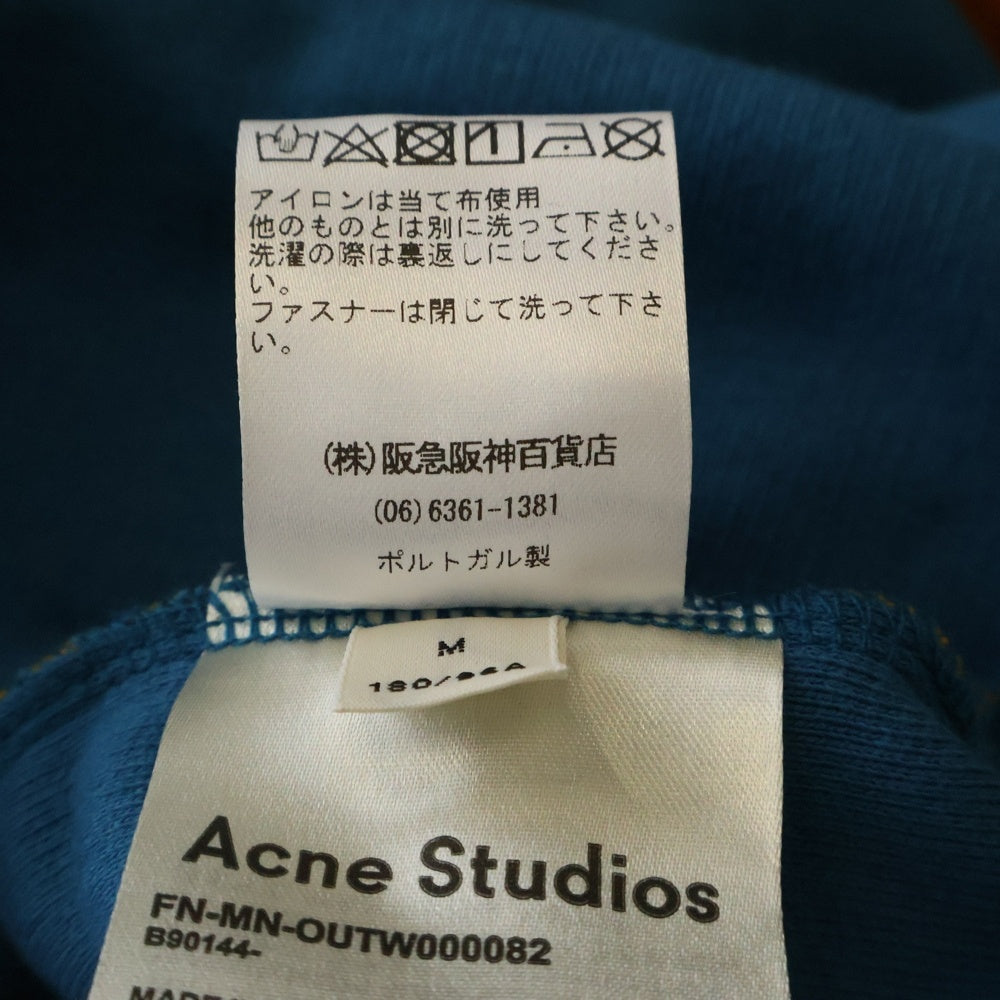 アイロンは当て布使用
他のものとは別に洗って下さい。
洗濯の際は裏返しにしてくださ
い。
ファスナーは閉じて洗って下さ
い。
(株)阪急阪神百貨店
(06)6361-1381
ポルトガル製
M
Acne Studios
FN-MN-OUTW000082
B90144-